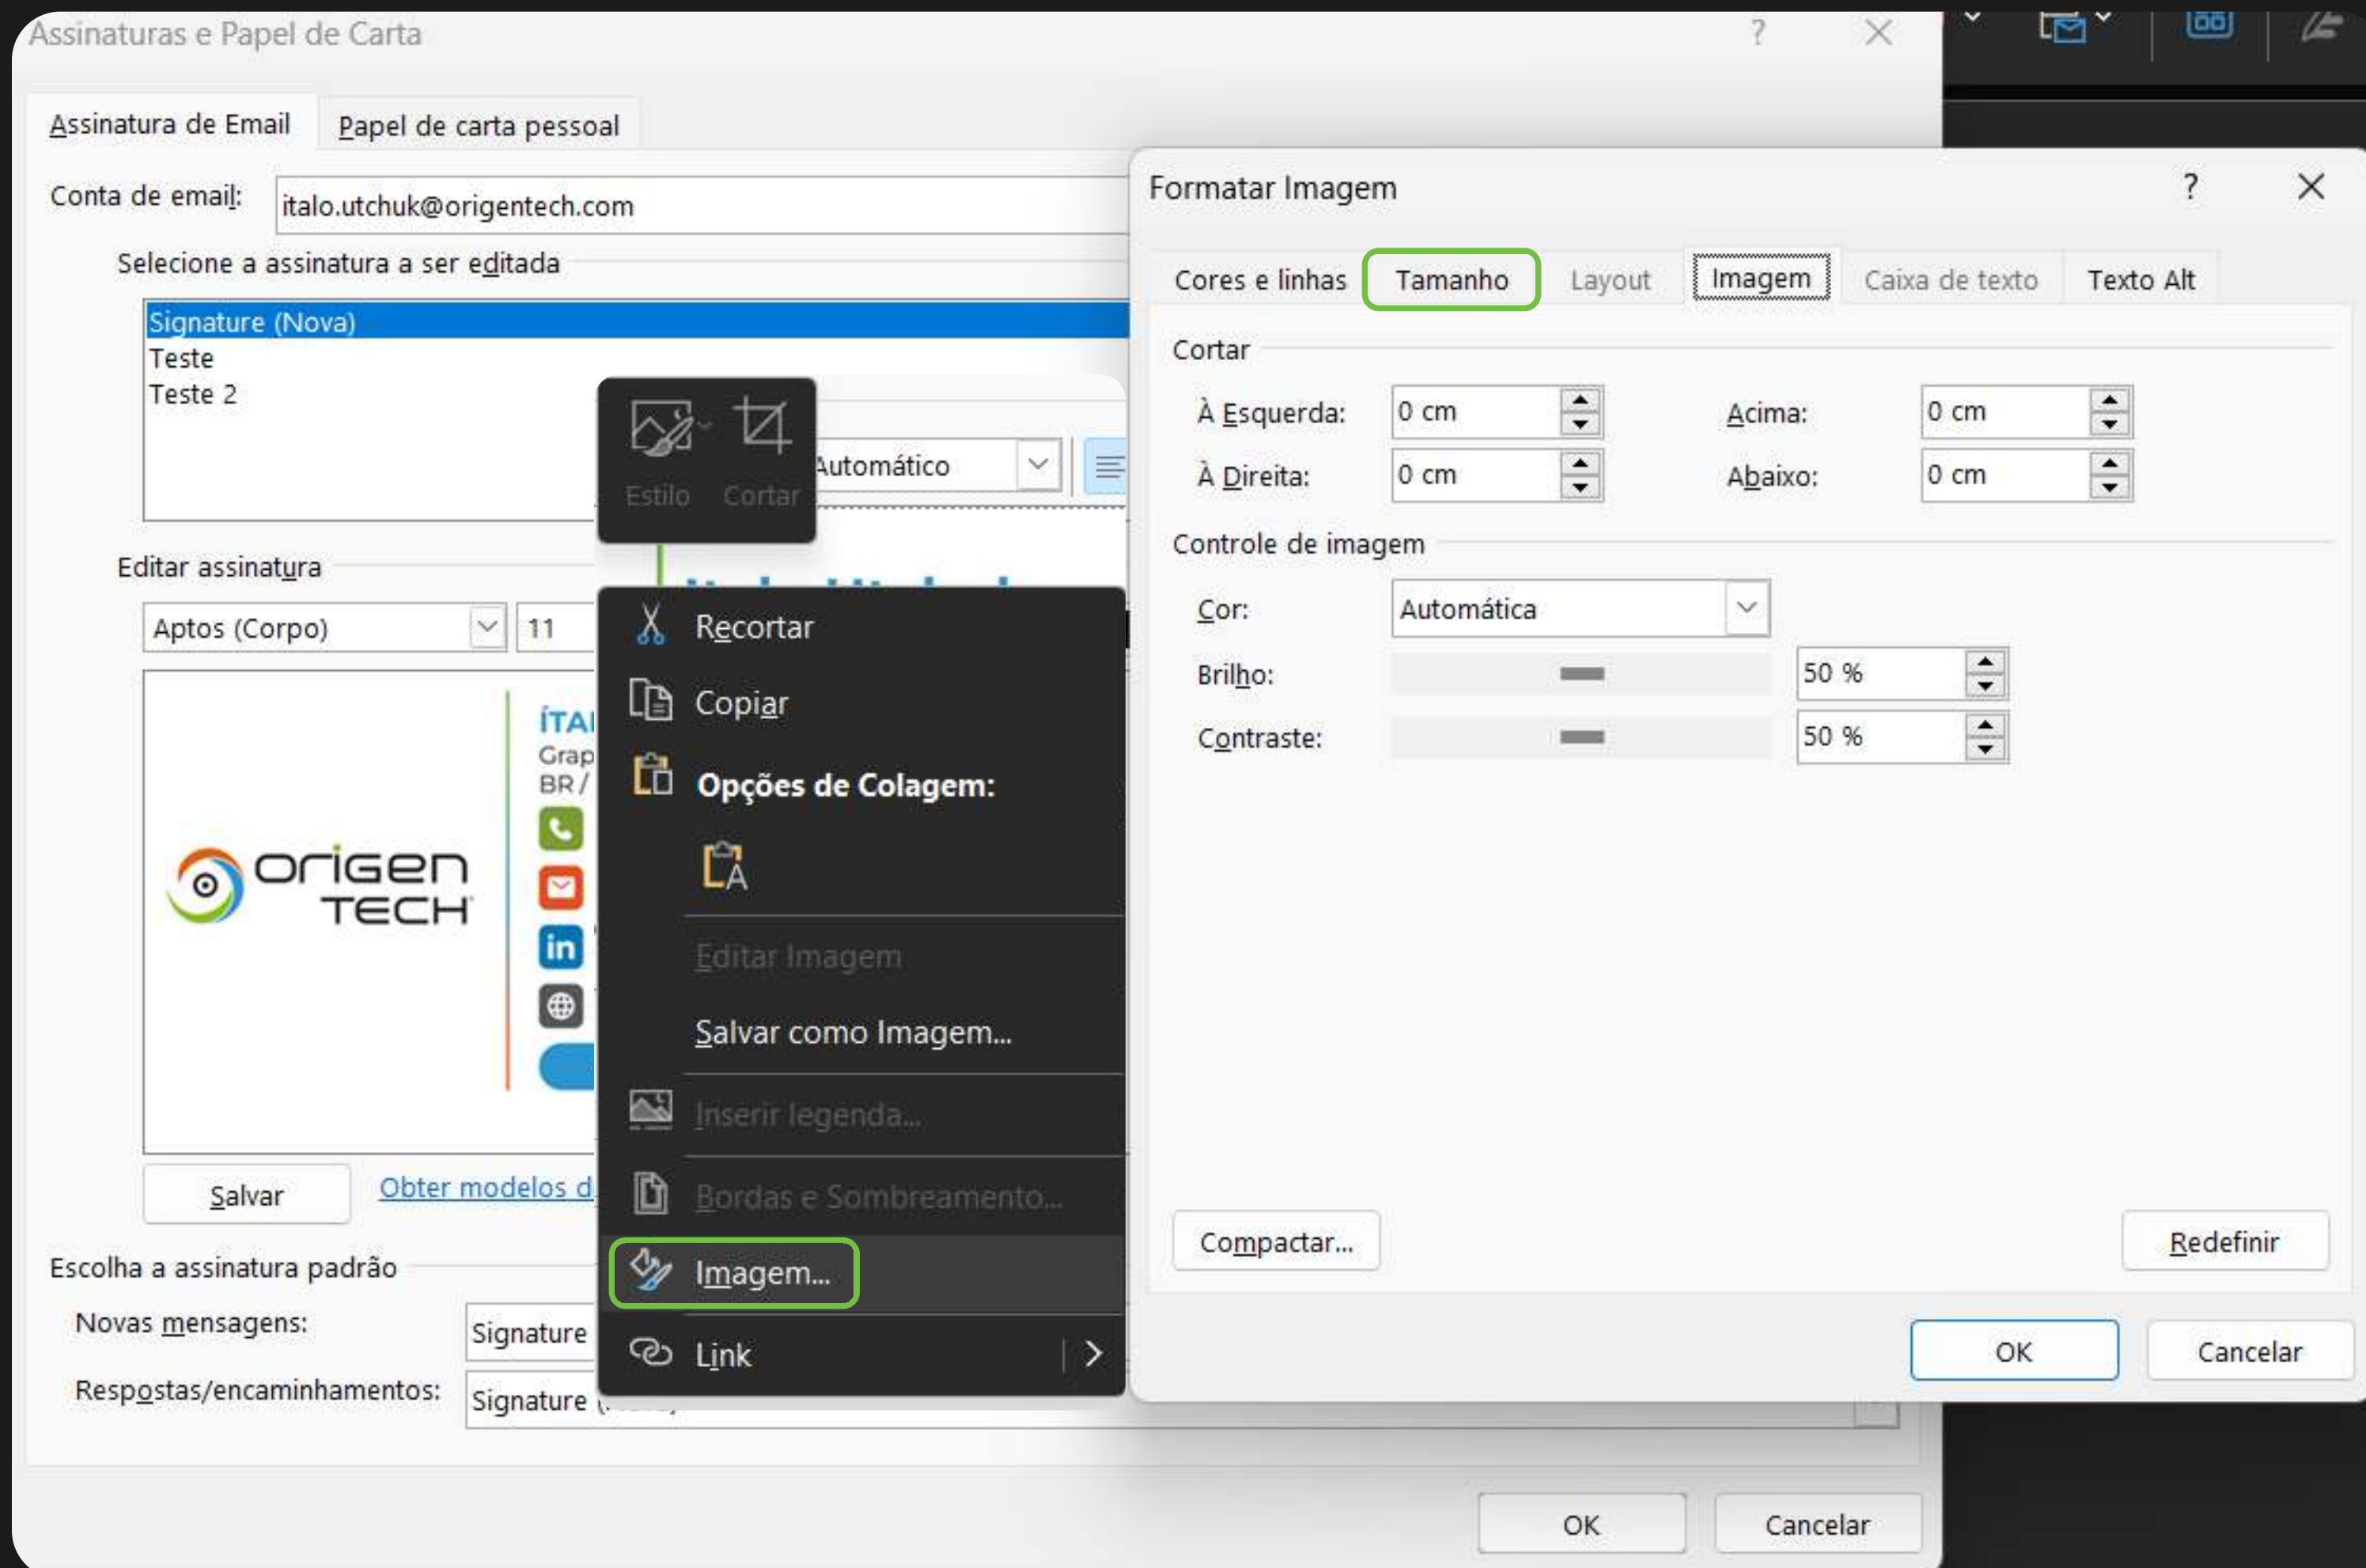 Assinaturas e Papel de Carta
Assinatura de Email
Papel de carta pessoal
Conta de email:
italo.utchuk@origentech.com
Selecione a assinatura a ser editada
Signature (Nova)
Teste
Teste 2
Automático
Estilo
Cortar
Editar assinatura
Aptos (Corpo)
11
ÍTAL
Grap
BR /
origen
TECH
in
Salvar
Obter modelos d
Escolha a assinatura padrão
Novas mensagens:
Signature
Respostas/encaminhamentos:
Signature (
OK
Cancelar
Recortar
Copiar
Opções de Colagem:
A
Editar Imagem
Salvar como Imagem...
Inserir legenda...
Bordas e Sombreamento...
Imagem...
Link
Formatar Imagem
?
Cores e linhas
Tamanho
Layout
Imagem
Caixa de texto
Texto Alt
Cortar
À Esquerda:
0 cm
Acima:
0 cm
À Direita:
0 cm
Abaixo:
0 cm
Controle de imagem
Cor:
Automática
Brilho:
50 %
Contraste:
50 %
Compactar...
Redefinir
OK
Cancelar